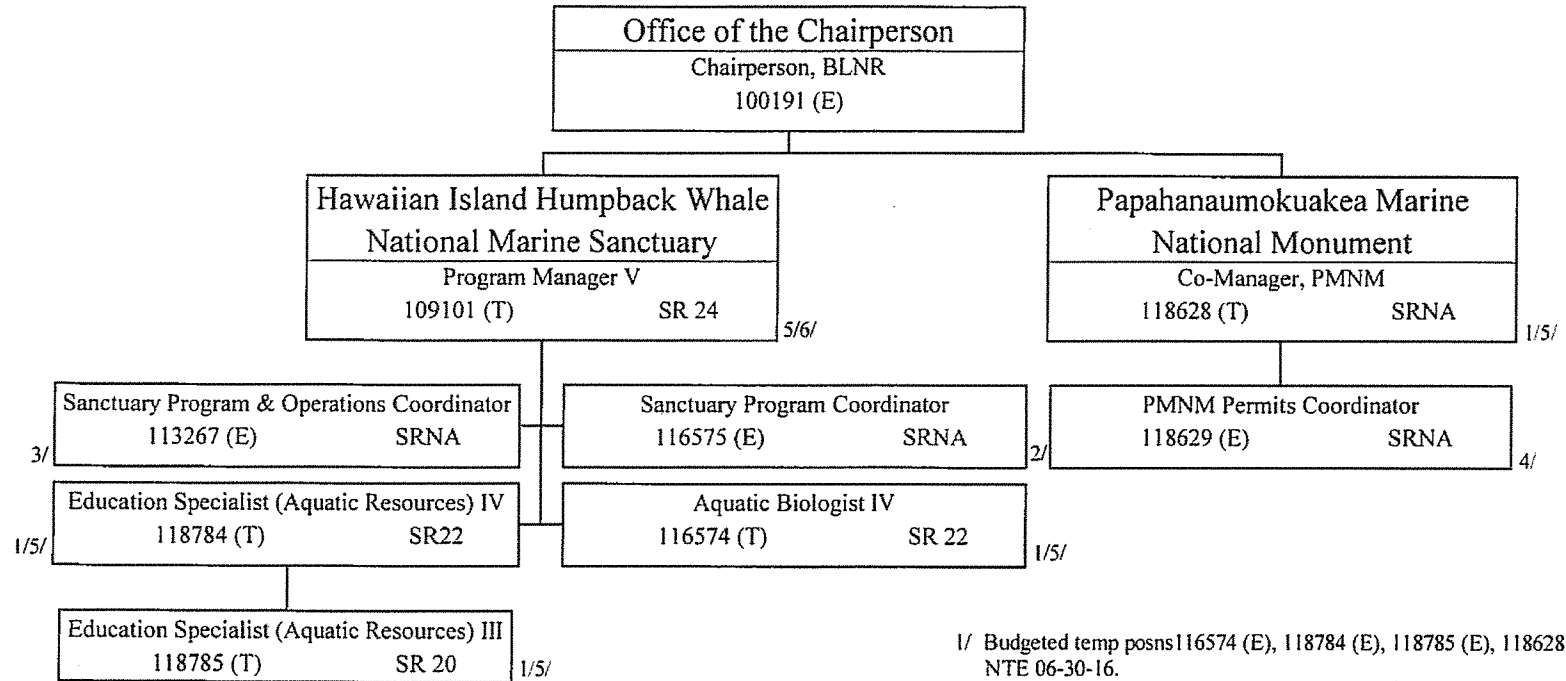 Office of the Chairperson
Chairperson, BLNR
100191 (E)
Hawaiian Island Humpback Whale
National Marine Sanctuary
Program Manager V
109101 (T) SR 24
5/6/
Papahanaumokuakea Marine
National Monument
Co-Manager, PMNM
118628 (T) SRNA
1/5/
Sanctuary Program & Operations Coordinator
113267 (E) SRNA
3/
Sanctuary Program Coordinator
116575 (E) SRNA
2/
PMNM Permits Coordinator
118629 (E) SRNA
4/
Education Specialist (Aquatic Resources) IV
118784 (T) SR22
1/5/
Aquatic Biologist IV
116574 (T) SR 22
1/5/
Education Specialist (Aquatic Resources) III
118785 (T) SR 20
1/5/
1/ Budgeted temp posns116574 (E), 118784 (E), 118785 (E), 118628
NTE 06-30-16.